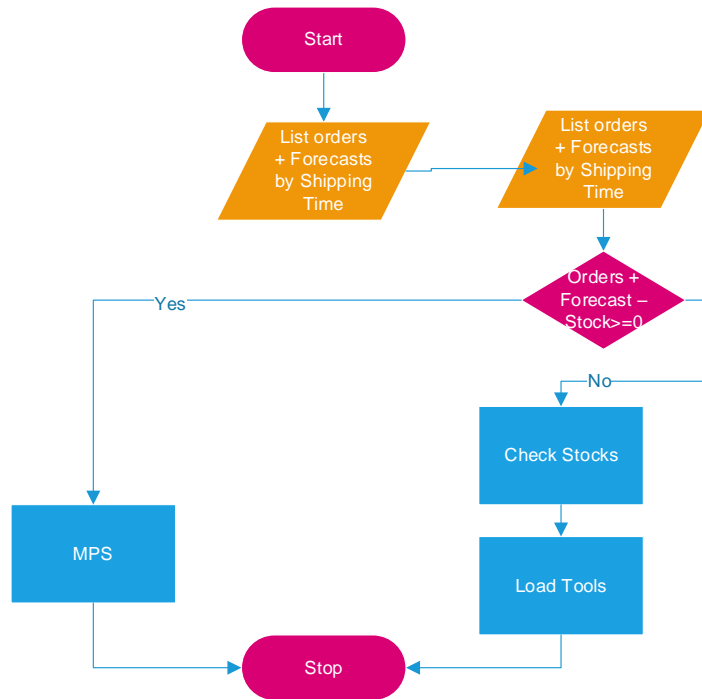 Start
List orders
+ Forecasts
by Shipping
Time
List orders
+ Forecasts
by Shipping
Time
Orders +
Forecast –
Stock>=0
Yes
No
Check Stocks
MPS
Load Tools
Stop